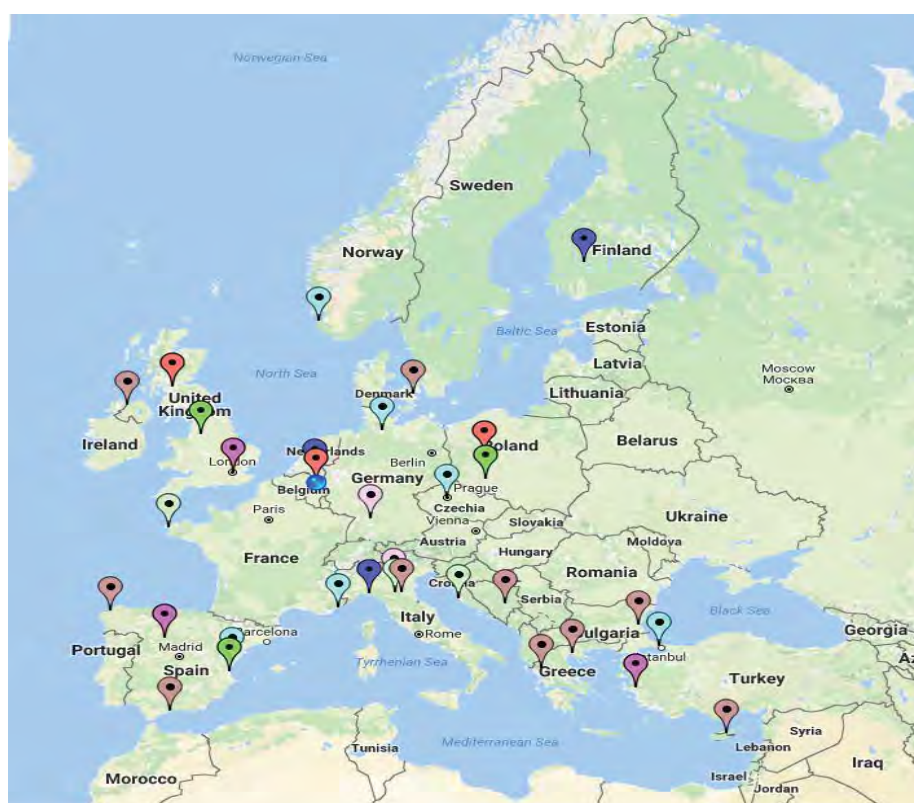 Norwegian Sea
Sweden
Finland
Norway
Baltic Sea
Estonia
Latvia
Lithuania
Moscow
Москва
North Sea
Denmark
United
Kingdom
Ireland
Belarus
London
Netherlands
Berlin
Poland
Belgium
Germany
Prague
Czechia
Paris
Vienna
Ukraine
Slovakia
Austria
Moldova
Hungary
France
Romania
Serbia
Italy
Rome
Black Sea
Portugal
Madrid
Spain
Tyrrhenian Sea
Greece
Turkey
Georgia
Mediterranean Sea
Tunisia
Lebanon
Syria
Morocco
Israel
Jordan
Iraq